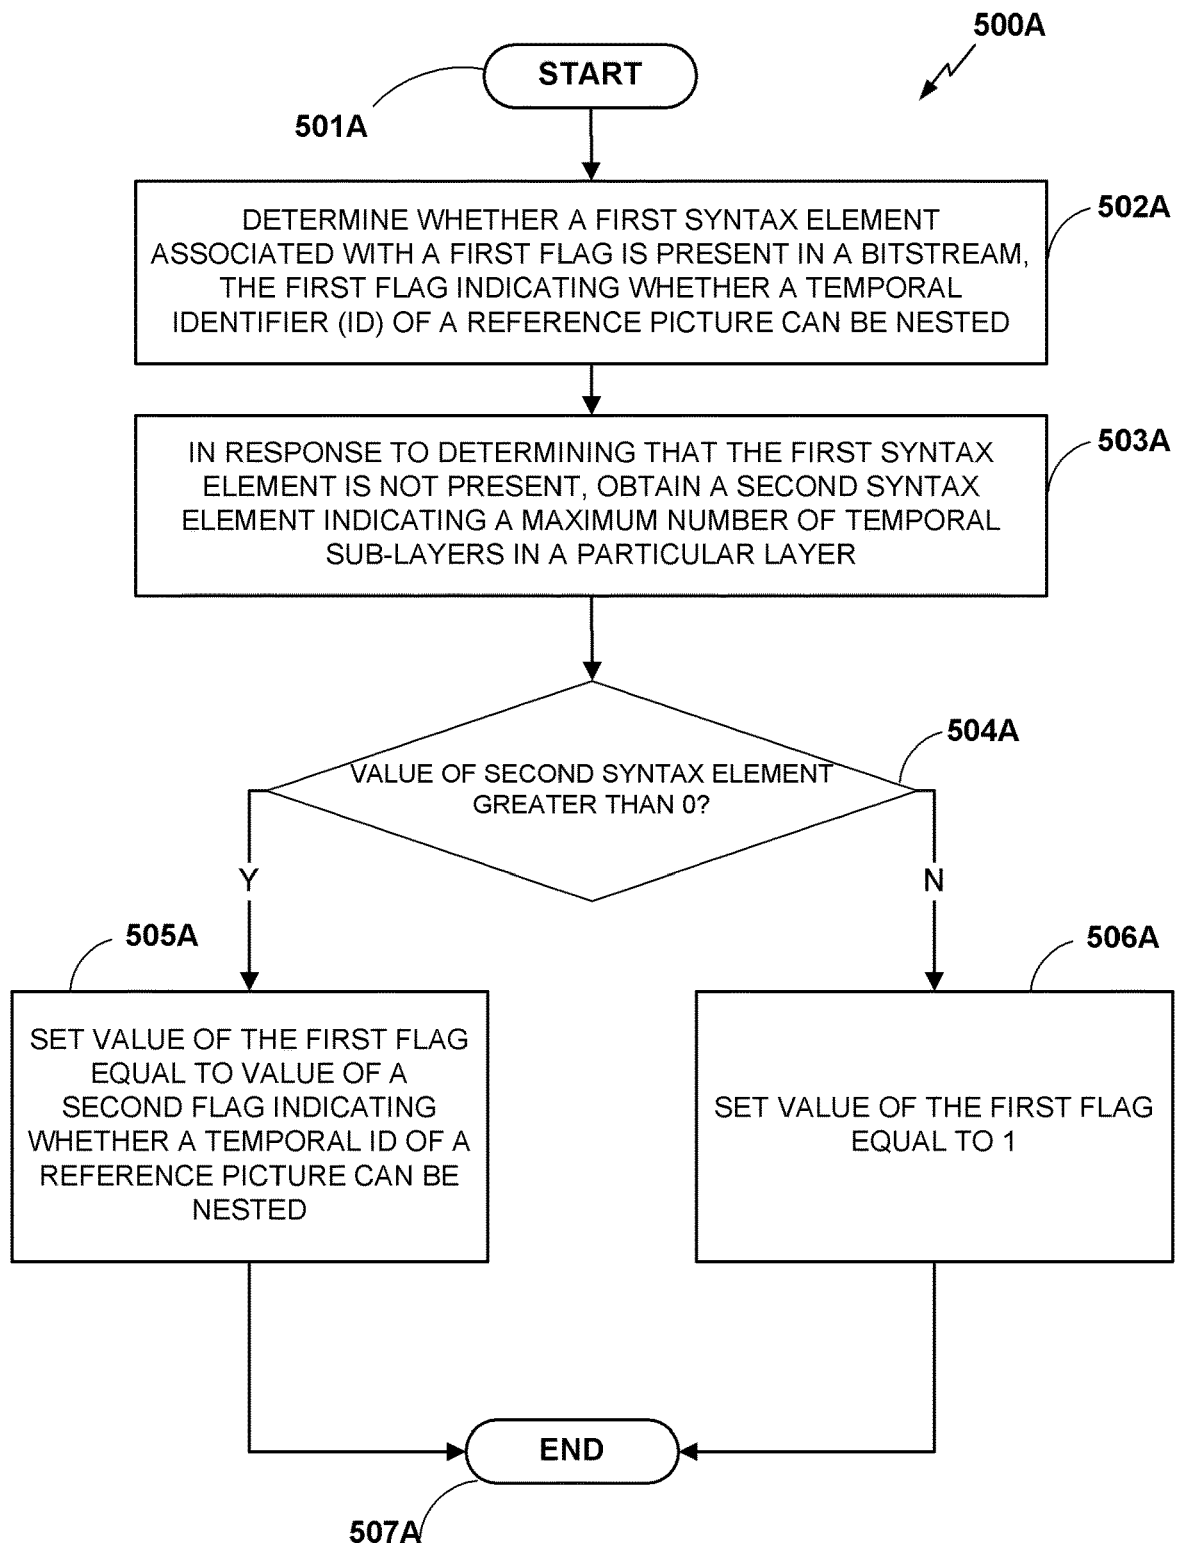 500A
START
501A
DETERMINE WHETHER A FIRST SYNTAX ELEMENT
ASSOCIATED WITH A FIRST FLAG IS PRESENT IN A BITSTREAM,
THE FIRST FLAG INDICATING WHETHER A TEMPORAL
IDENTIFIER (ID) OF A REFERENCE PICTURE CAN BE NESTED
502A
IN RESPONSE TO DETERMINING THAT THE FIRST SYNTAX
ELEMENT IS NOT PRESENT, OBTAIN A SECOND SYNTAX
ELEMENT INDICATING A MAXIMUM NUMBER OF TEMPORAL
SUB-LAYERS IN A PARTICULAR LAYER
503A
504A
VALUE OF SECOND SYNTAX ELEMENT
GREATER THAN 0?
Y
N
505A
SET VALUE OF THE FIRST FLAG
EQUAL TO VALUE OF A
SECOND FLAG INDICATING
WHETHER A TEMPORAL ID OF A
REFERENCE PICTURE CAN BE
NESTED
506A
SET VALUE OF THE FIRST FLAG
EQUAL TO 1
END
507A